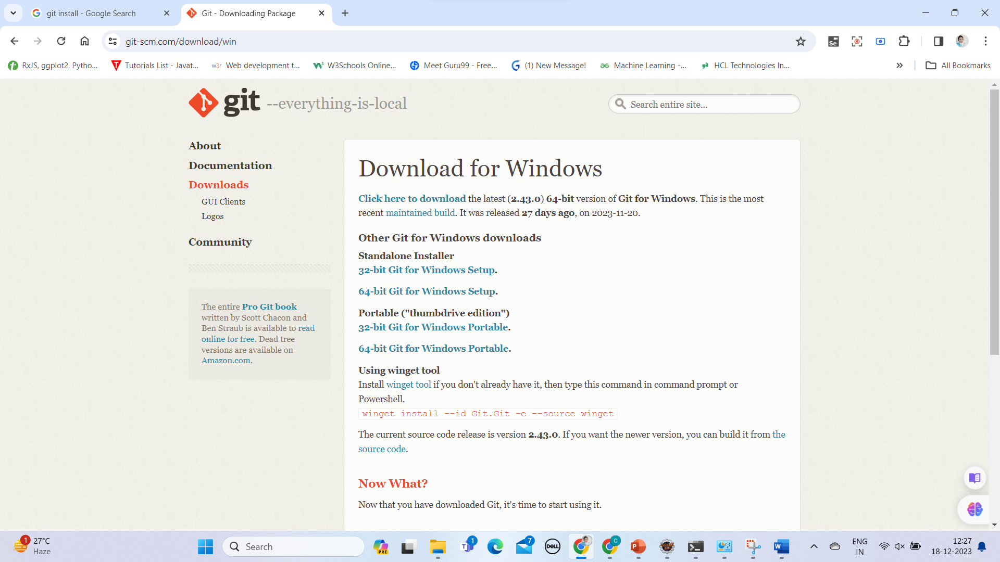 git install - Google Search
Git - Downloading Package
git-scm.com/download/win
RxJS, ggplot2, Pytho...
Tutorials List - Javat...
w3r Web development t...
W3Schools Online...
Meet Guru99 - Free...
(1) New Message!
Machine Learning -...
HCL Technologies In...
All Bookmarks
git --everything-is-local
Search entire site...
About
Documentation
Downloads
GUI Clients
Logos
Community
The entire Pro Git book
written by Scott Chacon and
Ben Straub is available to read
online for free. Dead tree
versions are available on
Amazon.com.
Download for Windows
Click here to download the latest (2.43.0) 64-bit version of Git for Windows. This is the most
recent maintained build. It was released 27 days ago, on 2023-11-20.
Other Git for Windows downloads
Standalone Installer
32-bit Git for Windows Setup.
64-bit Git for Windows Setup.
Portable ("thumbdrive edition")
32-bit Git for Windows Portable.
64-bit Git for Windows Portable.
Using winget tool
Install winget tool if you don't already have it, then type this command in command prompt or
Powershell.
winget install --id Git.Git -e --source winget
The current source code release is version 2.43.0. If you want the newer version, you can build it from the
source code.
Now What?
Now that you have downloaded Git, it's time to start using it.
1
27°C
Haze
Search
PRE
1
7
DELL
C
ENG
IN
12:27
18-12-2023